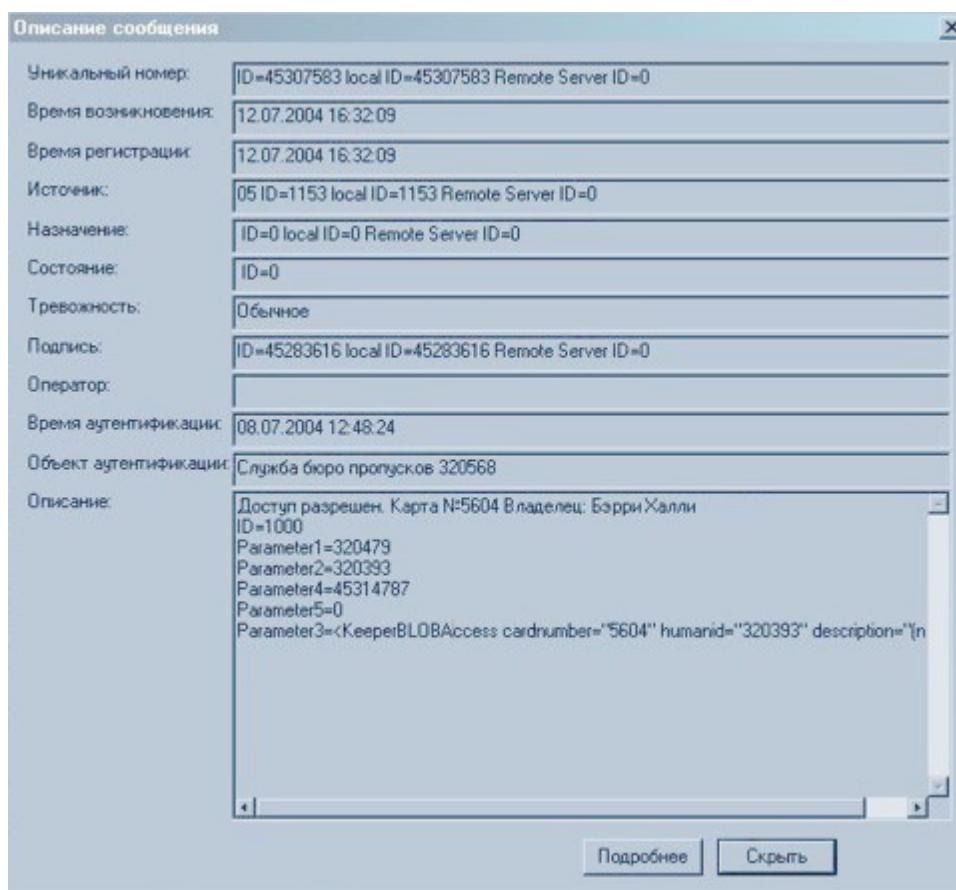 Описание сообщения
Уникальный номер: ID=45307583 local ID=45307583 Remote Server ID=0
Время возникновения: 12.07.2004 16:32:09
Время регистрации: 12.07.2004 16:32:09
Источник: 05 ID=1153 local ID=1153 Remote Server ID=0
Назначение: ID=0 local ID=0 Remote Server ID=0
Состояние: ID=0
Тревожность: Обычное
Подпись: ID=45283616 local ID=45283616 Remote Server ID=0
Оператор:
Время аутентификации: 08.07.2004 12:48:24
Объект аутентификации: Служба бюро пропусков 320568
Описание: Доступ разрешен. Карта №5604 Владелец: Бэрри Халли
ID=1000
Parameter1=320479
Parameter2=320393
Parameter4=45314787
Parameter5=0
Parameter3=<KeeperBLOBAccess cardnumber="5604" humanid="320393" description="{n
Подробнее Скрыть